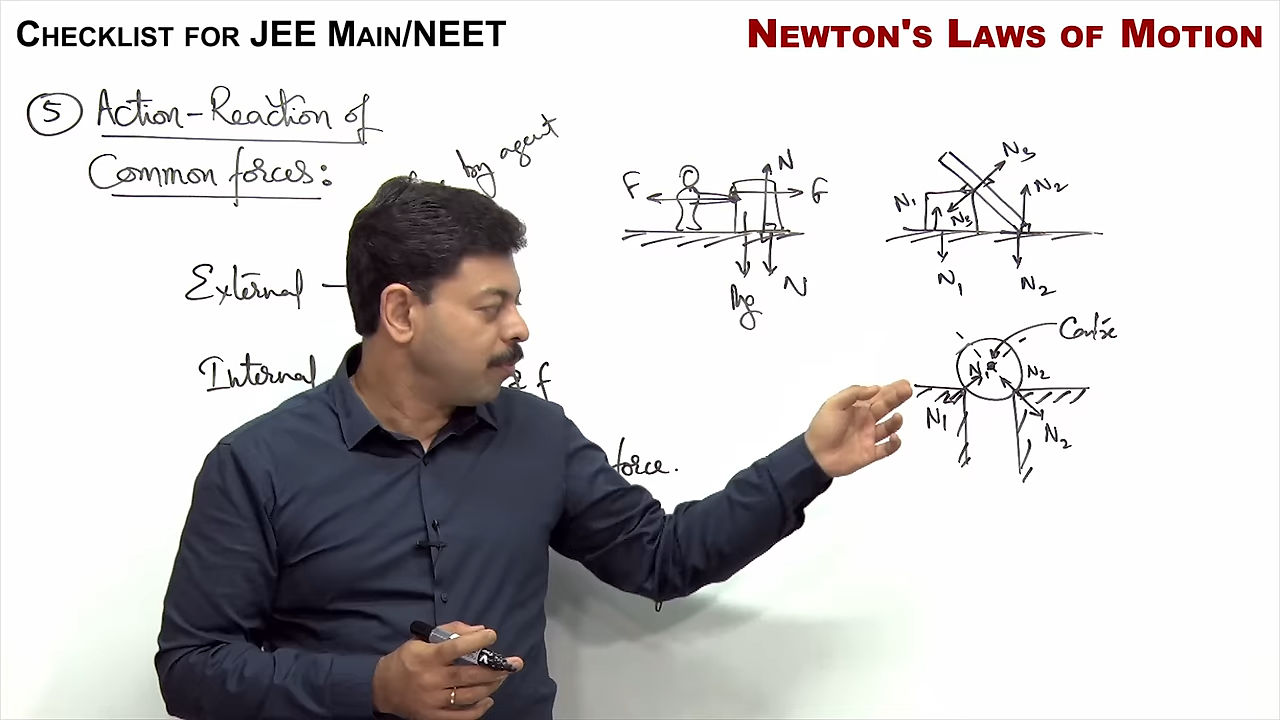 CHECKLIST FOR JEE MAIN/NEET
NEWTON'S LAWS OF MOTION
5 Action-Reaction of
Common forces:
by agent
External –
Internal
& f
force.
F
N
F
Mg
N
N3
N1
N3
N2
N1
N2
Centre
N1
N2
N1
N2